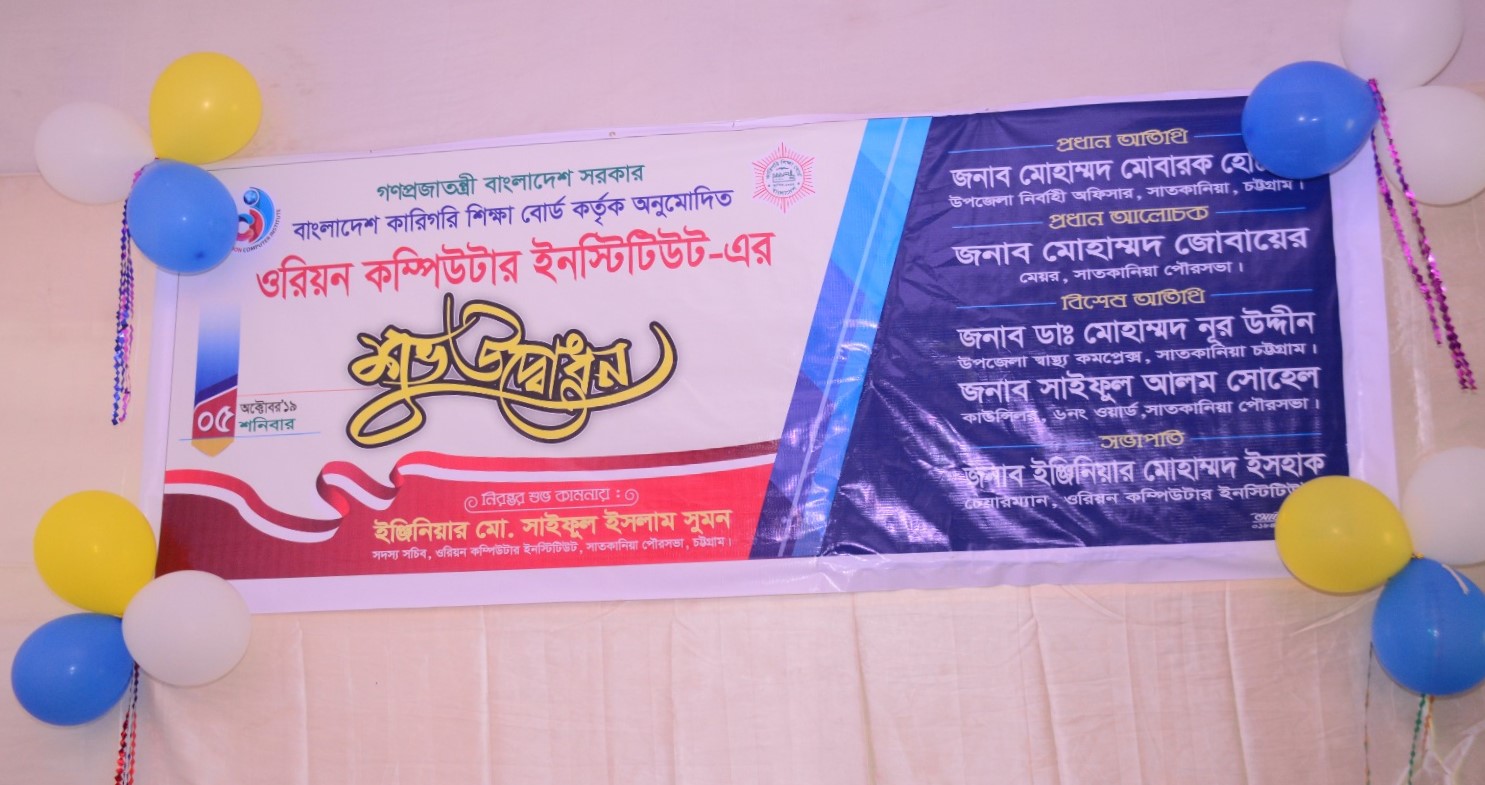 গণপ্রজাতন্ত্রী বাংলাদেশ সরকার
বাংলাদেশ কারিগরি শিক্ষা বোর্ড কর্তৃক অনুমোদিত
ওরিয়ন কম্পিউটার ইনস্টিটিউট-এর
শুভ উদ্বোধন
০৫
অক্টোবর'১৯
শনিবার
নিরন্তর শুভ কামনায় :
ইঞ্জিনিয়ার মো. সাইফুল ইসলাম সুমন
সদস্য সচিব, ওরিয়ন কম্পিউটার ইনস্টিটিউট, সাতকানিয়া পৌরসভা, চট্টগ্রাম।
প্রধান অতিথি
জনাব মোহাম্মদ মোবারক
উপজেলা নির্বাহী অফিসার, সাতকানিয়া, চট্টগ্রাম।
প্রধান আলোচক
জনাব মোহাম্মদ জোবায়ের
মেয়র, সাতকানিয়া পৌরসভা।
বিশেষ অতিথি
জনাব ডাঃ মোহাম্মদ নূর উদ্দীন
উপজেলা স্বাস্থ্য কমপ্লেক্স, সাতকানিয়া চট্টগ্রাম।
জনাব সাইফুল আলম সোহেল
কাউন্সিলর, ৬নং ওয়ার্ড,সাতকানিয়া পৌরসভা।
সভাপতি
জনাব ইঞ্জিনিয়ার মোহাম্মদ ইসহাক
চেয়ারম্যান, ওরিয়ন কম্পিউটার